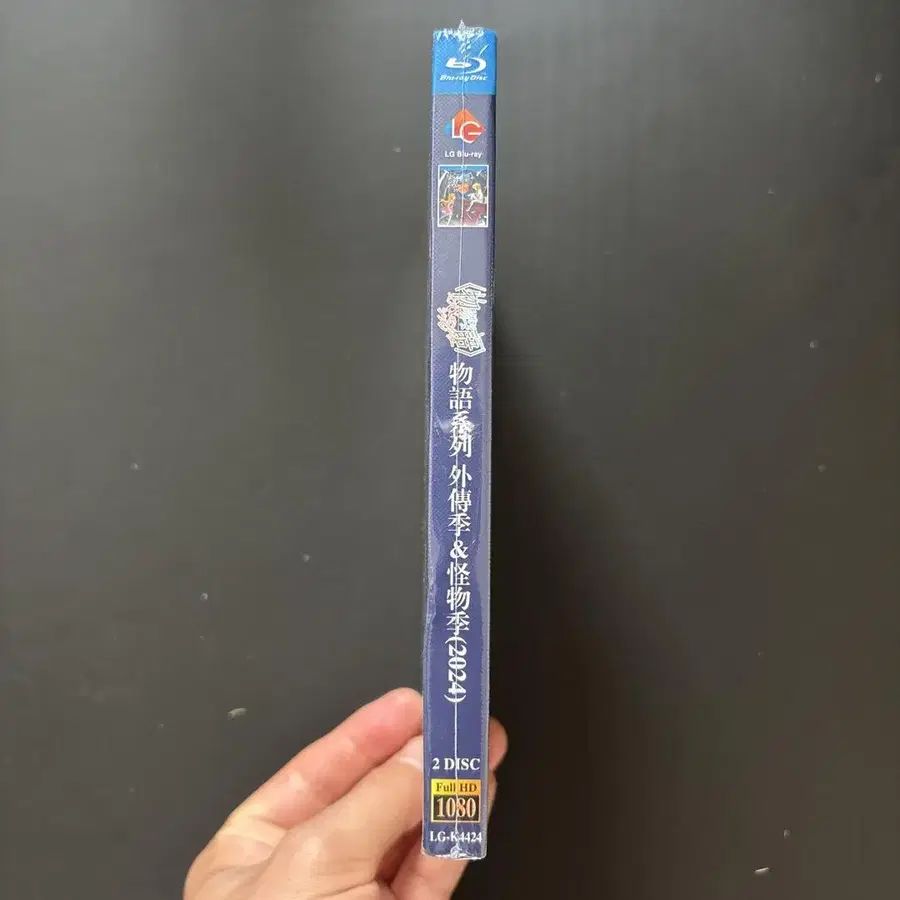 Blu-ray Disc
LG
LG Blu-ray
物語系列 外傳季&怪物季(2024)
2 DISC
Full HD
1080
LG-K4424